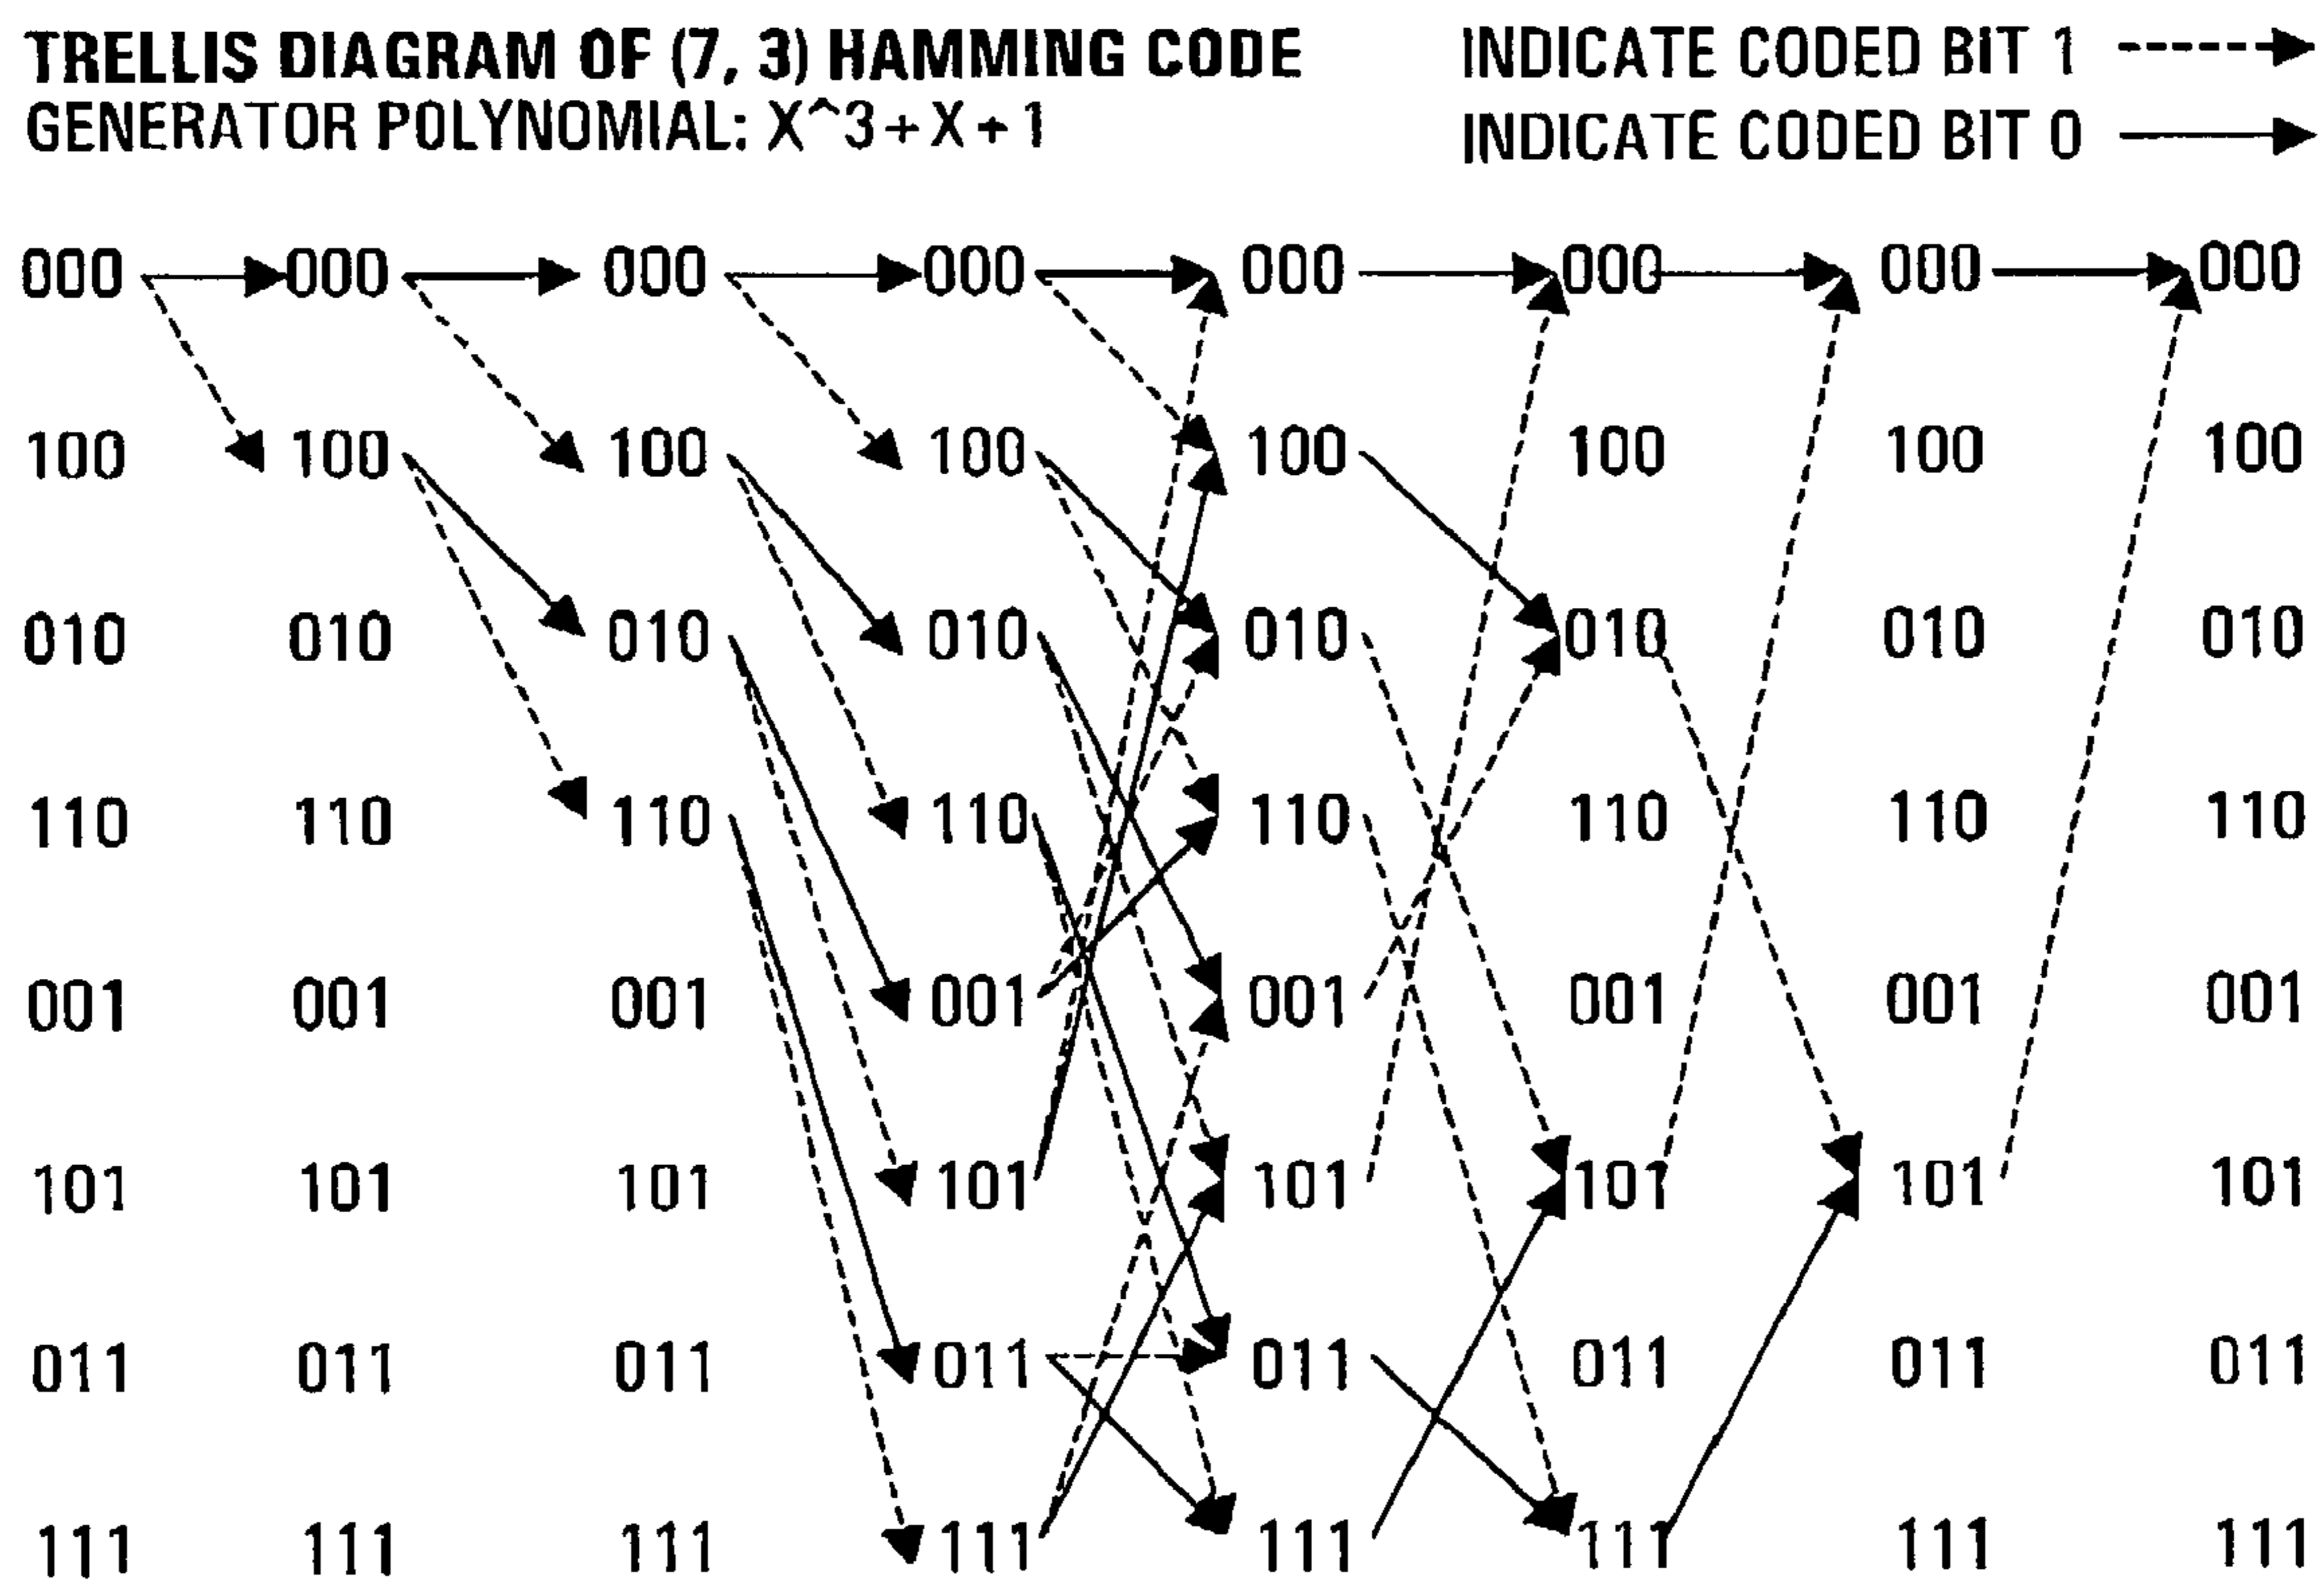 TRELLIS DIAGRAM OF (7, 3) HAMMING CODE
GENERATOR POLYNOMIAL: X^3+X+1
INDICATE CODED BIT 1
INDICATE CODED BIT 0
000 000 000 000 000 000 000 000
100 100 100 100 100 100 100 100
010 010 010 010 010 010 010 010
110 110 110 110 110 110 110 110
001 001 001 001 001 001 001 001
101 101 101 101 101 101 101 101
011 011 011 011 011 011 011 011
111 111 111 111 111 111 111 111